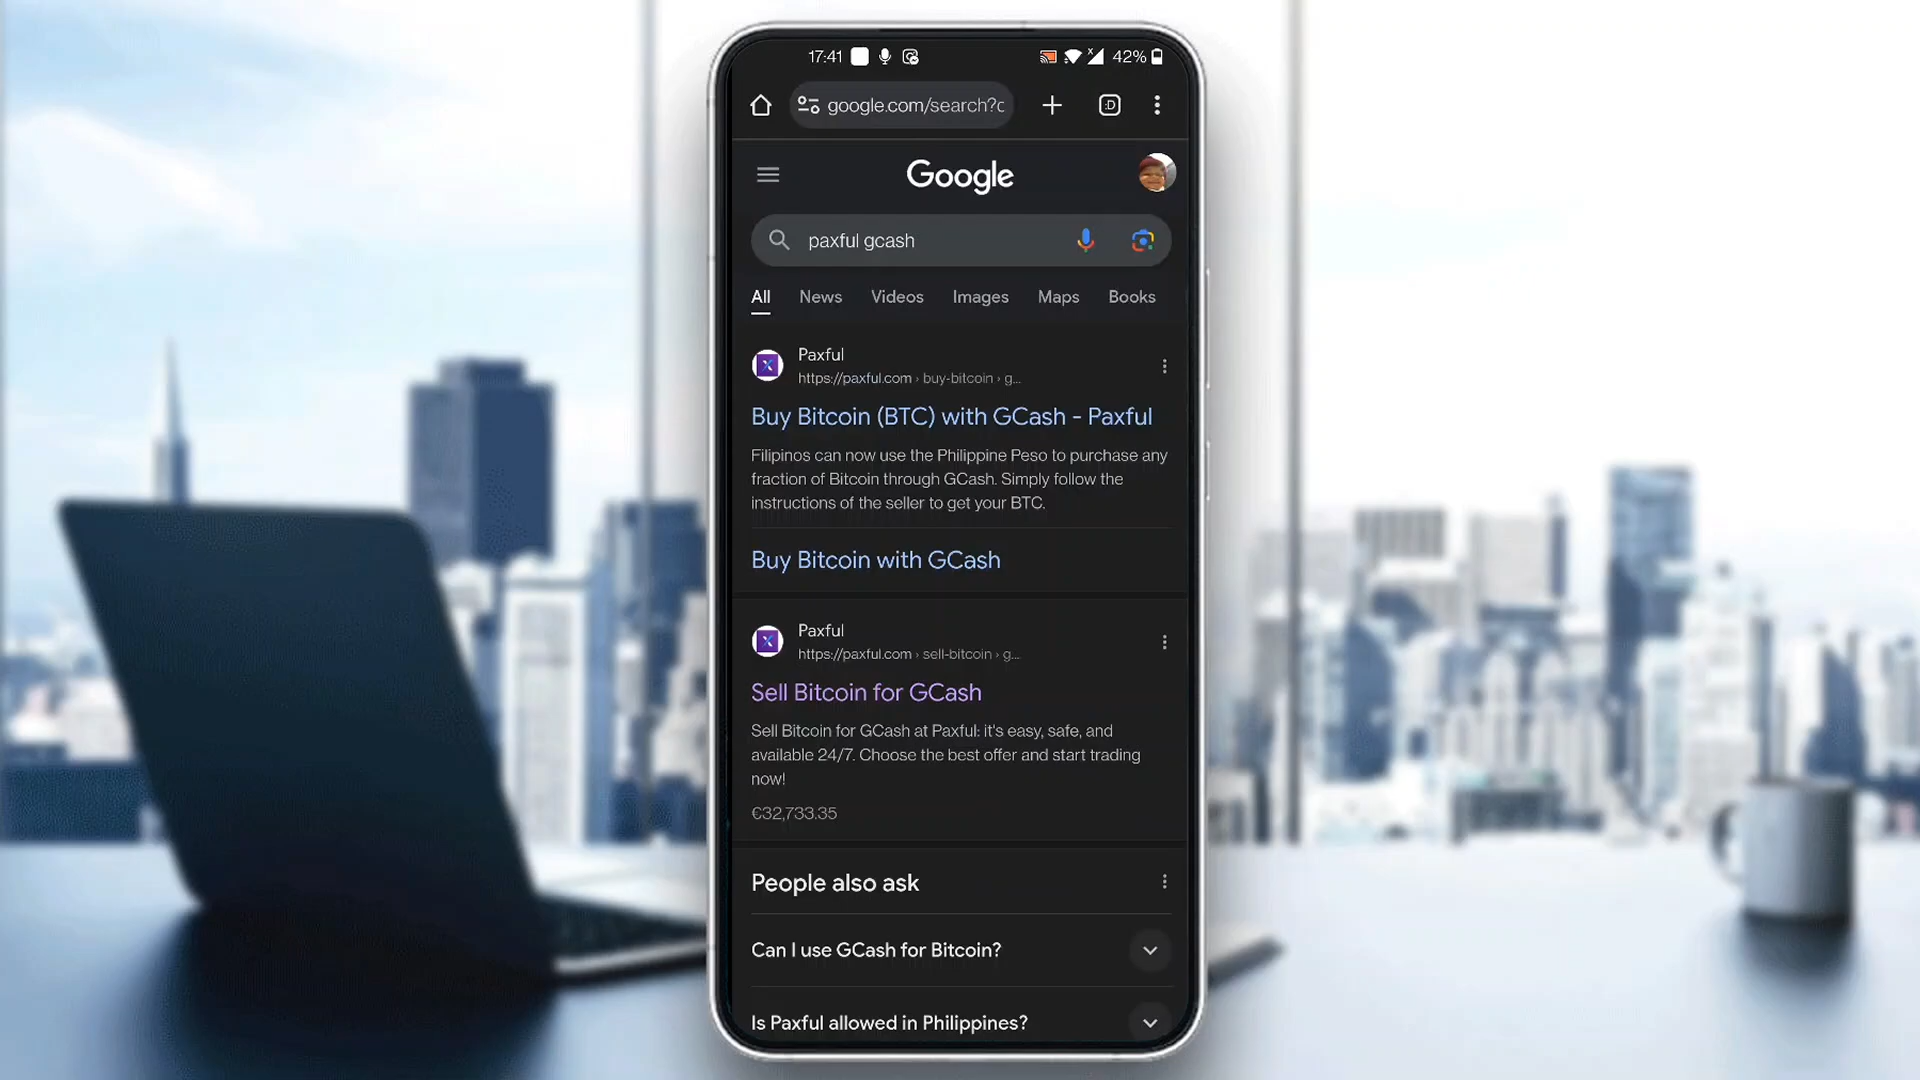 17:41
42%
google.com/search?c
:D
Google
paxful gcash
All News Videos Images Maps Books
Paxful
https://paxful.com › buy-bitcoin › g...
Buy Bitcoin (BTC) with GCash - Paxful
Filipinos can now use the Philippine Peso to purchase any
fraction of Bitcoin through GCash. Simply follow the
instructions of the seller to get your BTC.
Buy Bitcoin with GCash
Paxful
https://paxful.com › sell-bitcoin › g...
Sell Bitcoin for GCash
Sell Bitcoin for GCash at Paxful: it's easy, safe, and
available 24/7. Choose the best offer and start trading
now!
€32,733.35
People also ask
Can I use GCash for Bitcoin?
Is Paxful allowed in Philippines?